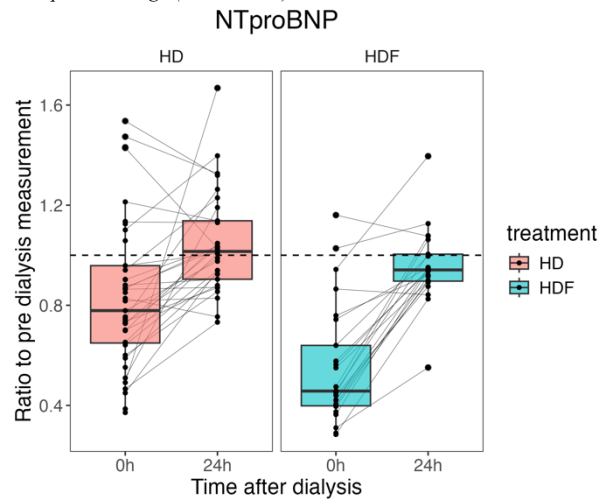 NTproBNP
HD HDF
Ratio to pre dialysis measurement
1.6
1.2
0.8
0.4
0h 24h 0h 24h
Time after dialysis
treatment
HD
HDF